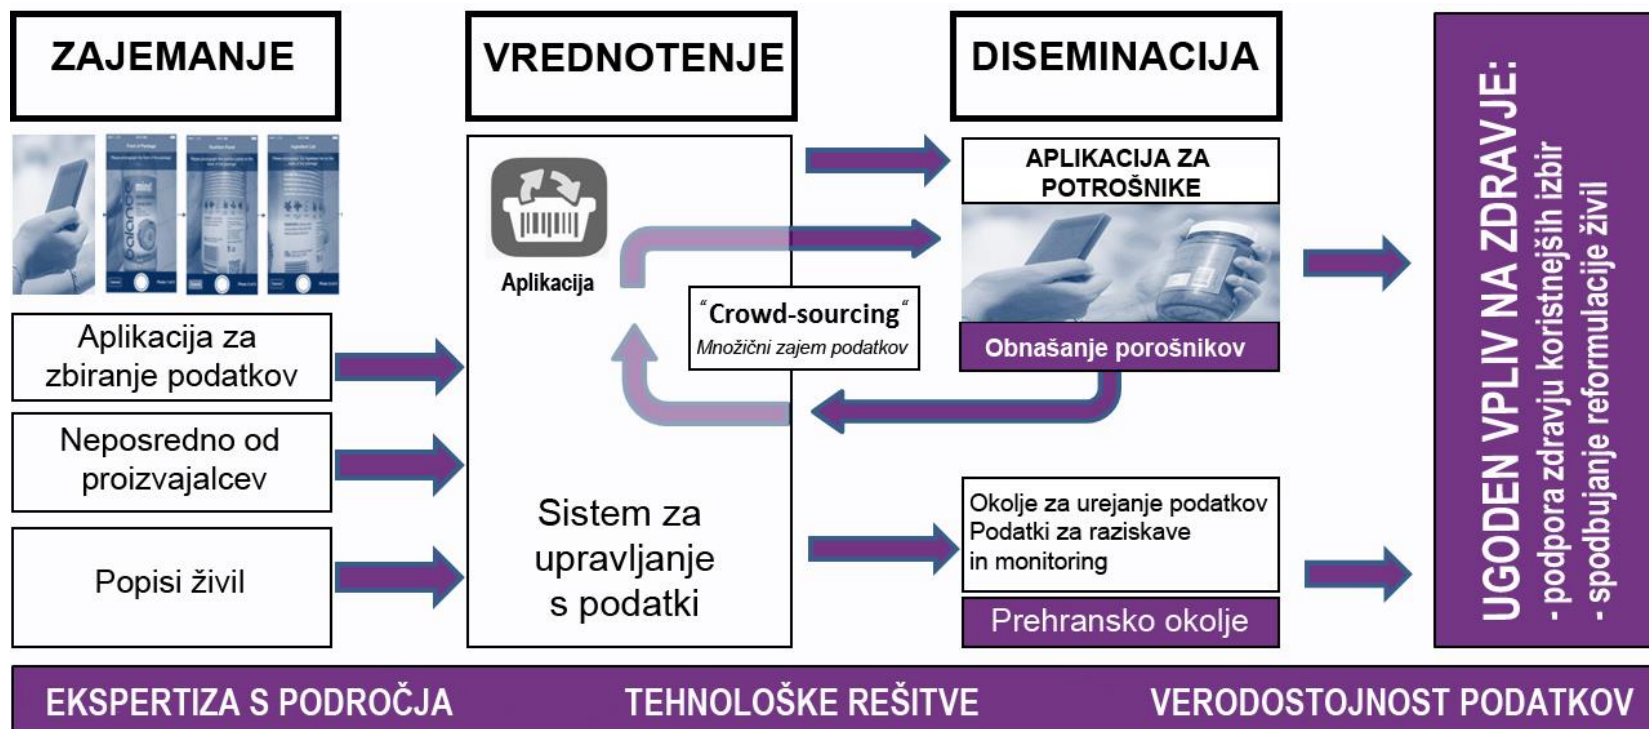 ZAJEMANJE
VREDNOTENJE
DISEMINACIJA
balance
Aplikacija za
zbiranje podatkov
Neposredno od
proizvajalcev
Popisi živil
Aplikacija
"Crowd-sourcing"
Množični zajem podatkov
Sistem za
upravljanje
s podatki
APLIKACIJA ZA
POTROŠNIKE
Obnašanje porošnikov
Okolje za urejanje podatkov
Podatki za raziskave
in monitoring
Prehransko okolje
UGODEN VPLIV NA ZDRAVJE:
- podpora zdravju koristnejših izbir
- spodbujanje reformulacije živil
EKSPERTIZA S PODROČJA
TEHNOLOŠKE REŠITVE
VERODOSTOJNOST PODATKOV